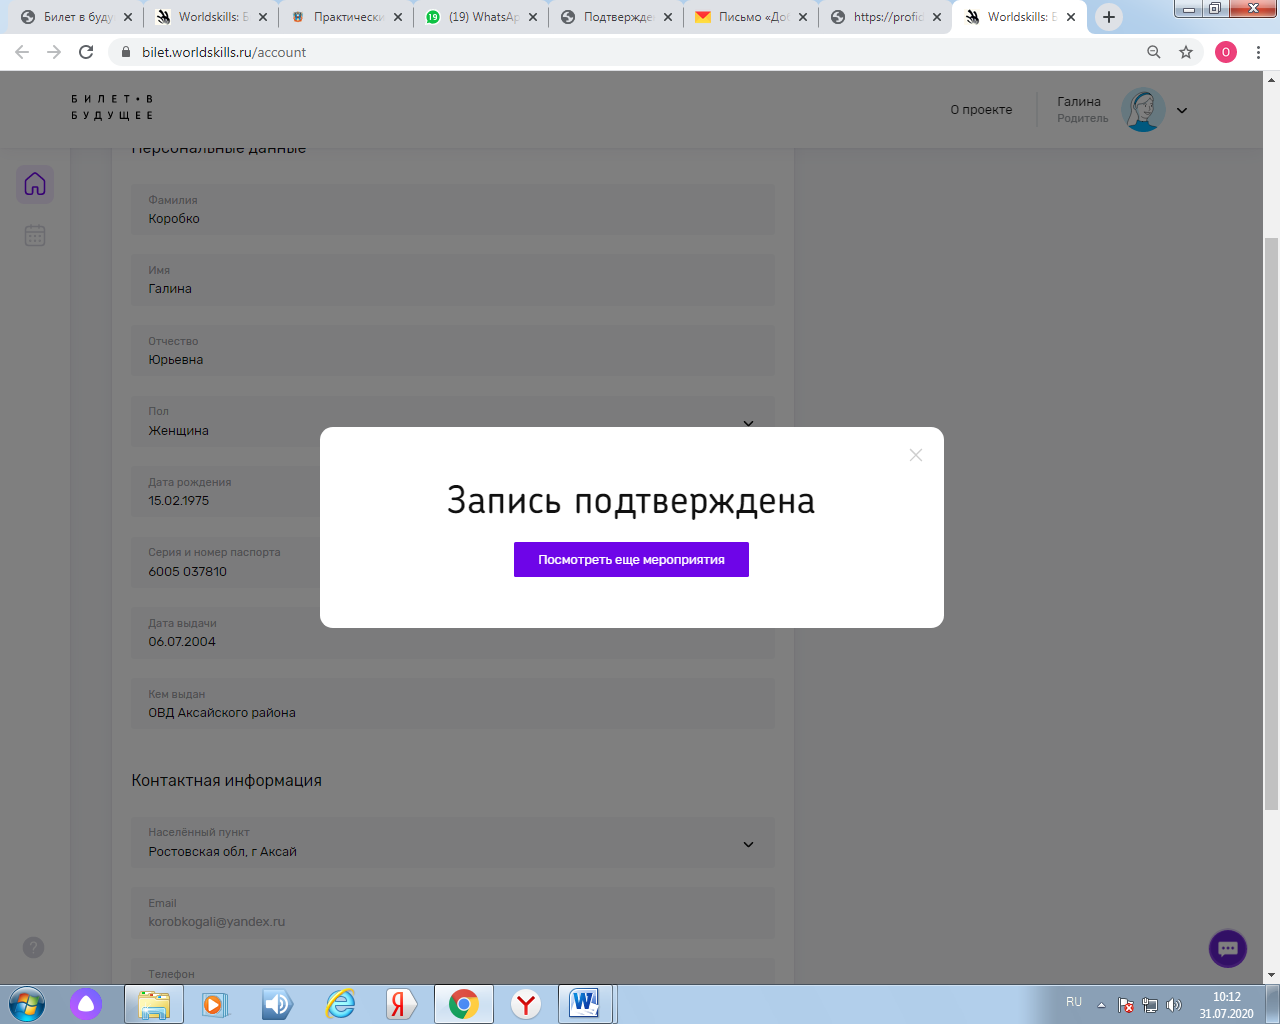 Билет в буду
Worldskills: Б
Практически
(19) WhatsAp
Подтвержде
Письмо «Доб
https://profic
Worldskills: Б
bilet.worldskills.ru/account
О
БИЛЕТ•В
БУДУЩЕЕ
О проекте
Галина
Родитель
Персональные данные
Фамилия
Коробко
Имя
Галина
Отчество
Юрьевна
Пол
Женщина
Дата рождения
15.02.1975
Серия и номер паспорта
6005 037810
Дата выдачи
06.07.2004
Кем выдан
ОВД Аксайского района
Запись подтверждена
Посмотреть еще мероприятия
Контактная информация
Населённый пункт
Ростовская обл, г Аксай
Email
korobkogali@yandex.ru
Телефон
?
RU
10:12
31.07.2020